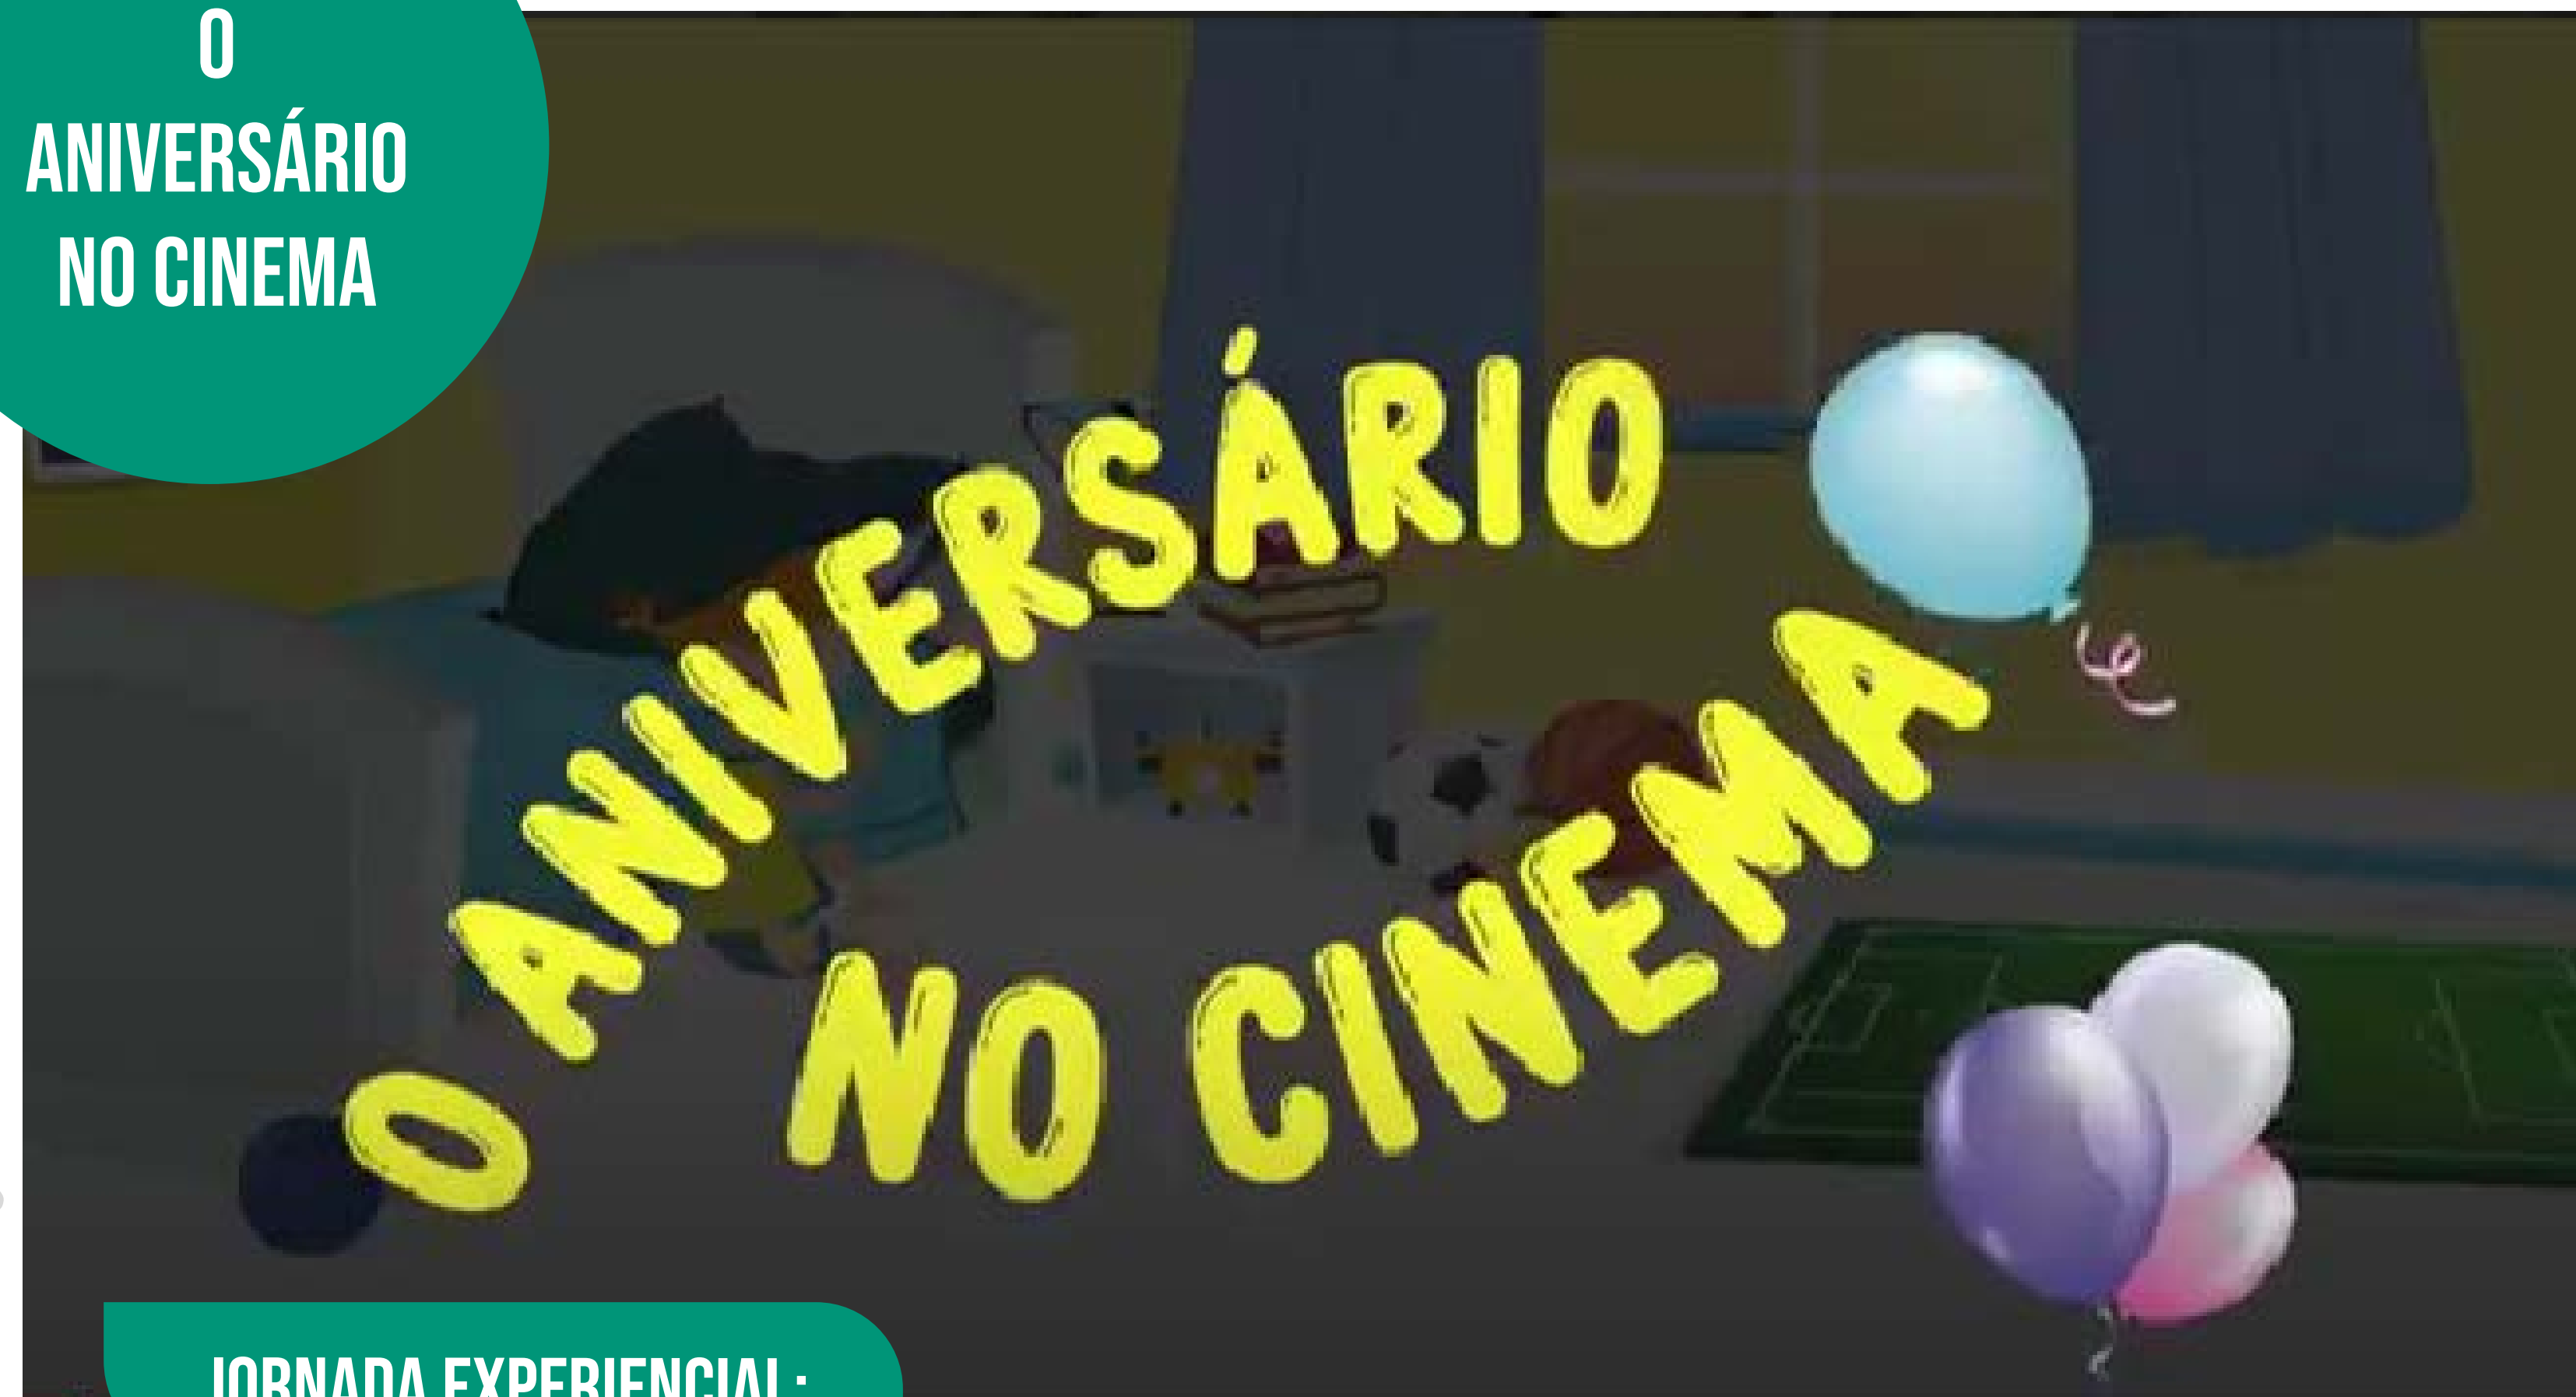 O
ANIVERSÁRIO
NO CINEMA
O ANIVERSÁRIO
NO CINEMA
JORNADA EXPERIENCIAL: